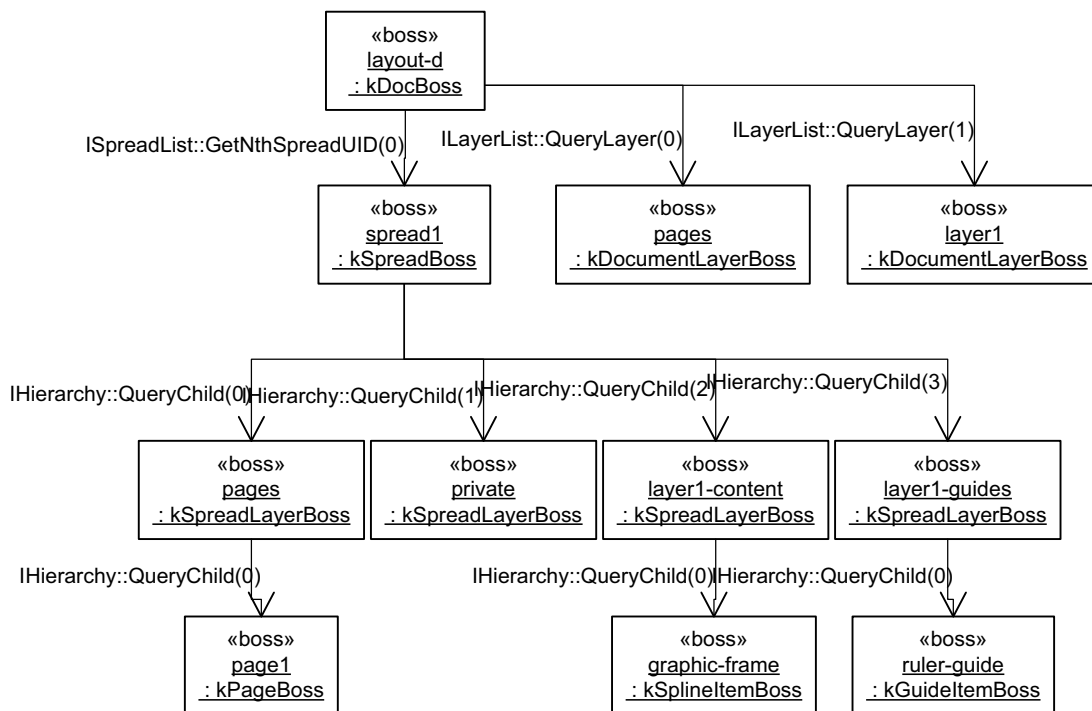 «boss»
layout-d
: kDocBoss
ISpreadList::GetNthSpreadUID(0)
ILayerList::QueryLayer(0)
ILayerList::QueryLayer(1)
«boss»
spread1
: kSpreadBoss
«boss»
pages
: kDocumentLayerBoss
«boss»
layer1
: kDocumentLayerBoss
IHierarchy::QueryChild(0)
IHierarchy::QueryChild(1)
IHierarchy::QueryChild(2)
IHierarchy::QueryChild(3)
«boss»
pages
: kSpreadLayerBoss
«boss»
private
: kSpreadLayerBoss
«boss»
layer1-content
: kSpreadLayerBoss
«boss»
layer1-guides
: kSpreadLayerBoss
IHierarchy::QueryChild(0)
IHierarchy::QueryChild(0)
IHierarchy::QueryChild(0)
«boss»
page1
: kPageBoss
«boss»
graphic-frame
: kSplineItemBoss
«boss»
ruler-guide
: kGuideItemBoss